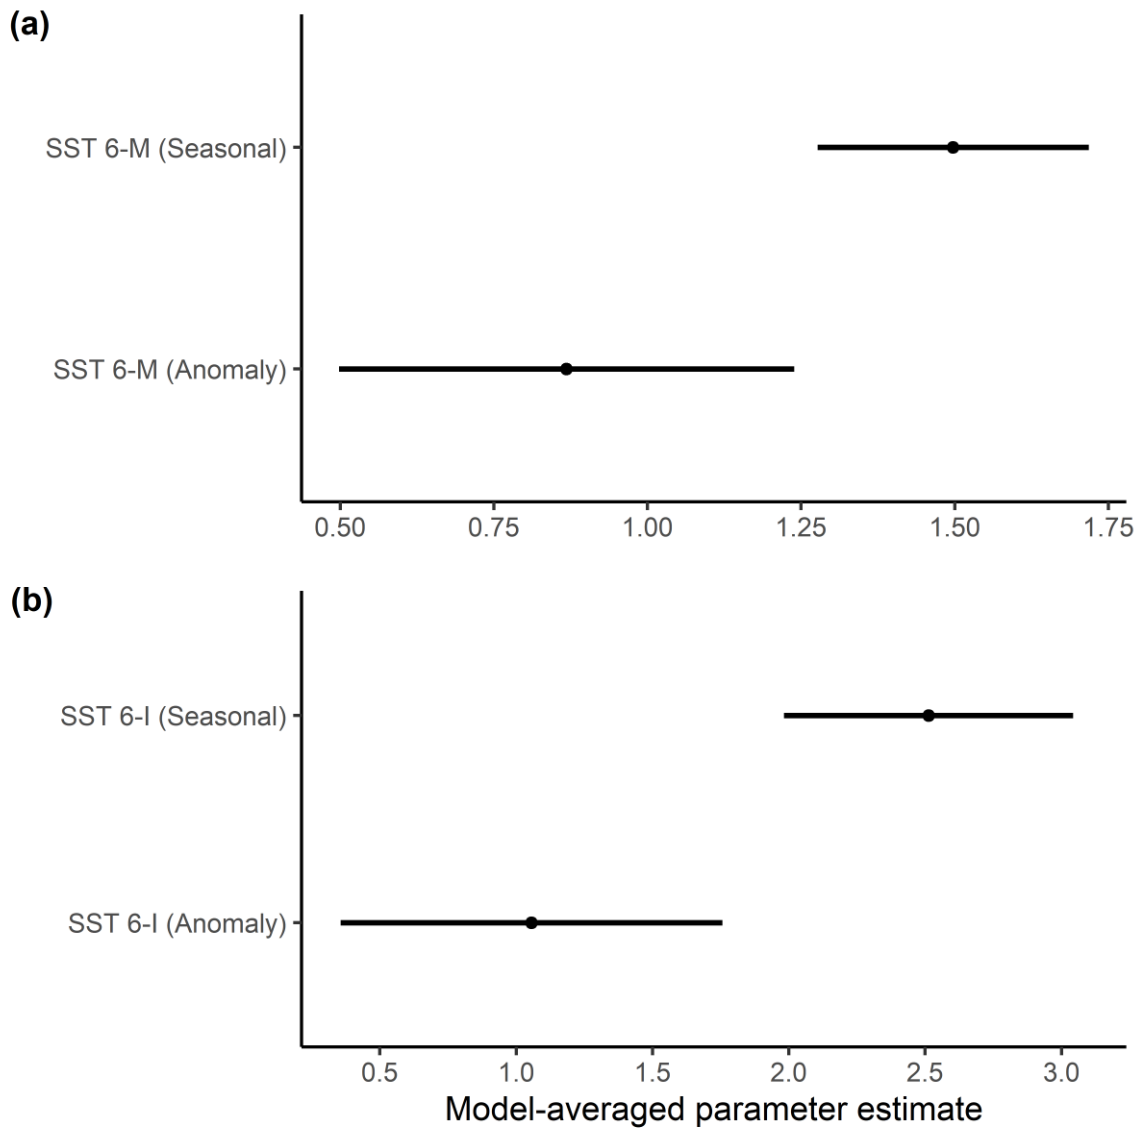 (a)
SST 6-M (Seasonal)
SST 6-M (Anomaly)
0.50 0.75 1.00 1.25 1.50 1.75
(b)
SST 6-I (Seasonal)
SST 6-I (Anomaly)
0.5 1.0 1.5 2.0 2.5 3.0
Model-averaged parameter estimate